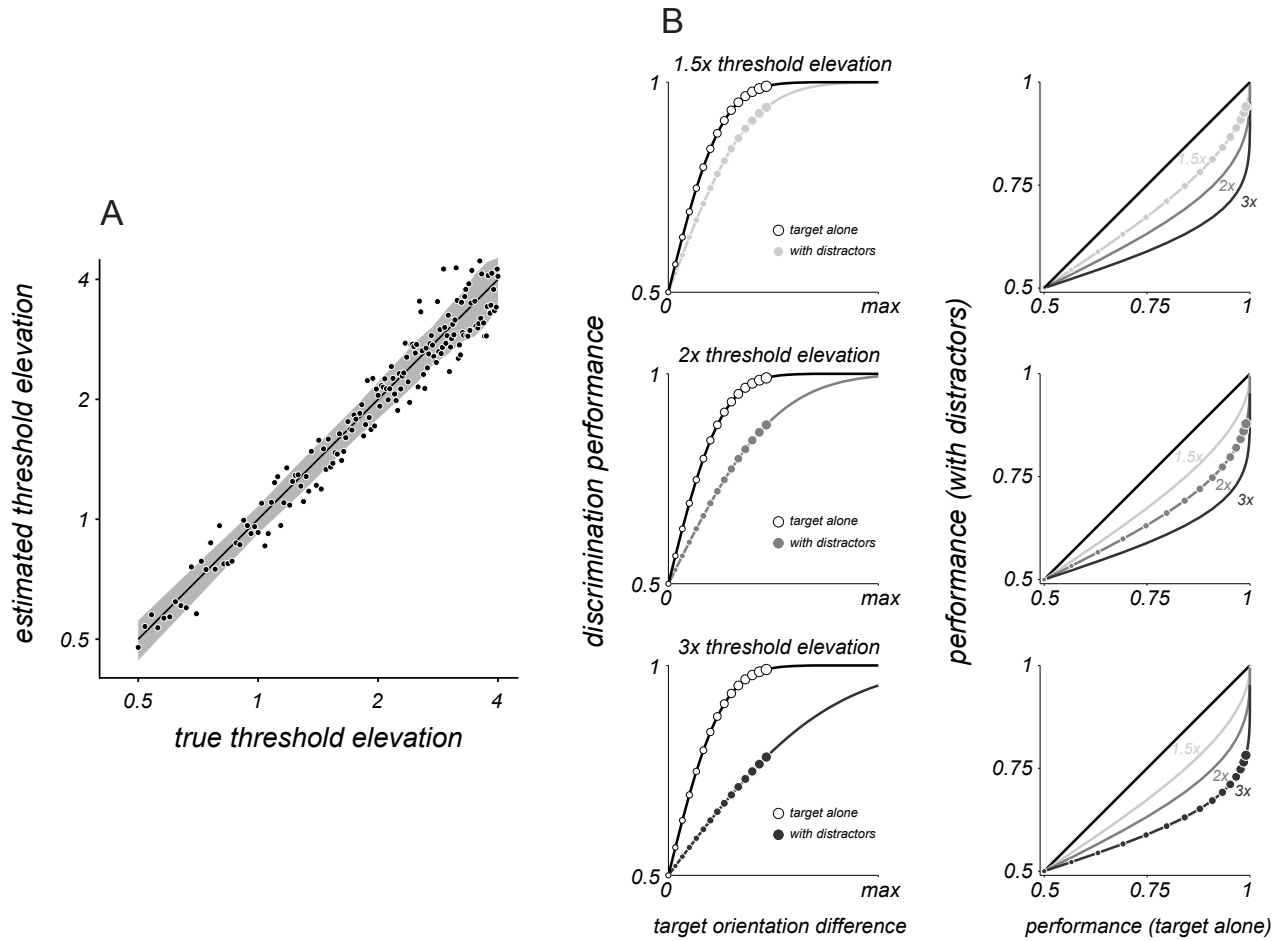 A
estimated threshold elevation
4
2
1
0.5
0.5
1
2
4
true threshold elevation
B
discrimination performance
performance (with distractors)
1.5x threshold elevation
1
0.5
0
max
target alone
with distractors
1
0.75
0.5
0.5
0.75
1
1.5x
2x
3x
2x threshold elevation
1
0.5
0
max
target alone
with distractors
1
0.75
0.5
0.5
0.75
1
1.5x
2x
3x
3x threshold elevation
1
0.5
0
max
target alone
with distractors
target orientation difference
1
0.75
0.5
0.5
0.75
1
1.5x
2x
3x
performance (target alone)